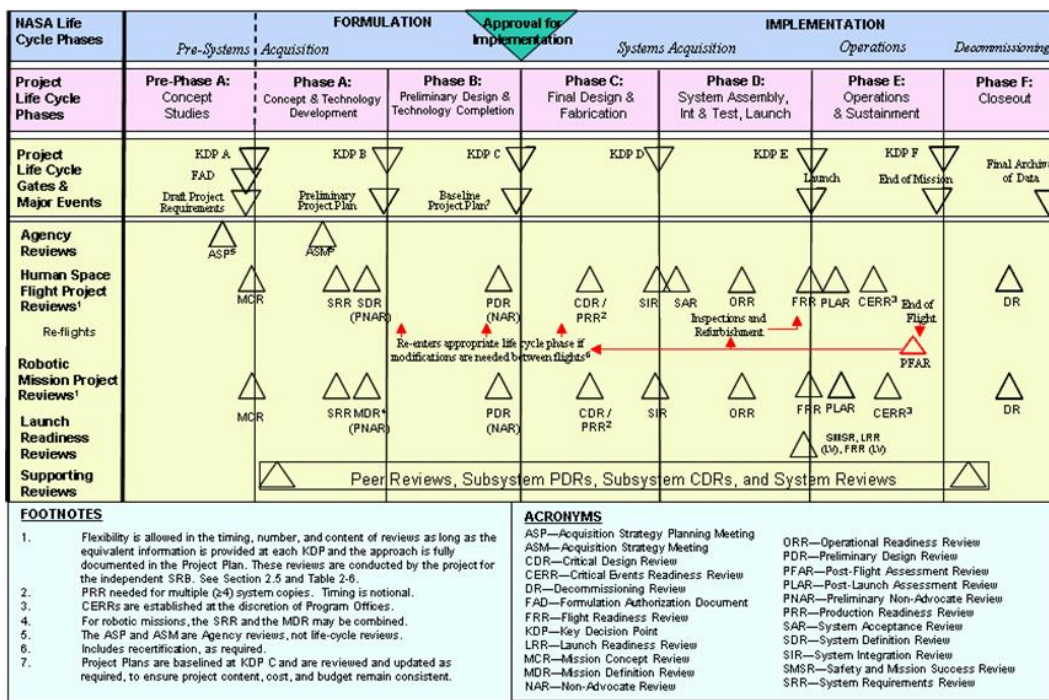 NASA Life
Cycle Phases
FORMULATION
Approval for
Implementation
IMPLEMENTATION
Pre-Systems Acquisition
Systems Acquisition
Operations
Decommissioning
Project
Life Cycle
Phases
Pre-Phase A:
Concept
Studies
Phase A:
Concept & Technology
Development
Phase B:
Preliminary Design &
Technology Completion
Phase C:
Final Design &
Fabrication
Phase D:
System Assembly,
Int & Test, Launch
Phase E:
Operations
& Sustainment
Phase F:
Closeout
Project
Life Cycle
Gates &
Major Events
KDP A
FAD
Draft Project
Requirements
KDP B
Preliminary
Project Plan
KDP C
Baseline
Project Plan7
KDP D
KDP E
Launch
KDP F
End of Mission
Final Archive
of Data
Agency
Reviews
ASP5
ASM5
Human Space
Flight Project
Reviews1
MCR
SRR
SDR
(PNAR)
PDR
(NAR)
CDR /
PRR2
SIR
SAR
ORR
FRR
PLAR
CERR3
End of
Flight
DR
Re-flights
Re-enters appropriate life cycle phase if
modifications are needed between flights6
Inspections and
Refurbishment
PFAR
Robotic
Mission Project
Reviews1
MCR
SRR
MDR4
(PNAR)
PDR
(NAR)
CDR /
PRR2
SIR
ORR
FRR
PLAR
CERR3
DR
Launch
Readiness
Reviews
SMSR, LRR
(LV), FRR (LV)
Supporting
Reviews
Peer Reviews, Subsystem PDRs, Subsystem CDRs, and System Reviews
FOOTNOTES
1. Flexibility is allowed in the timing, number, and content of reviews as long as the
equivalent information is provided at each KDP and the approach is fully
documented in the Project Plan. These reviews are conducted by the project for
the independent SRB. See Section 2.5 and Table 2-6.
2. PRR needed for multiple (≥4) system copies. Timing is notional.
3. CERRs are established at the discretion of Program Offices.
4. For robotic missions, the SRR and the MDR may be combined.
5. The ASP and ASM are Agency reviews, not life-cycle reviews.
6. Includes recertification, as required.
7. Project Plans are baselined at KDP C and are reviewed and updated as
required, to ensure project content, cost, and budget remain consistent.
ACRONYMS
ASP—Acquisition Strategy Planning Meeting
ASM—Acquisition Strategy Meeting
CDR—Critical Design Review
CERR—Critical Events Readiness Review
DR—Decommissioning Review
FAD—Formulation Authorization Document
FRR—Flight Readiness Review
KDP—Key Decision Point
LRR—Launch Readiness Review
MCR—Mission Concept Review
MDR—Mission Definition Review
NAR—Non-Advocate Review
ORR—Operational Readiness Review
PDR—Preliminary Design Review
PFAR—Post-Flight Assessment Review
PLAR—Post-Launch Assessment Review
PNAR—Preliminary Non-Advocate Review
PRR—Production Readiness Review
SAR—System Acceptance Review
SDR—System Definition Review
SIR—System Integration Review
SMSR—Safety and Mission Success Review
SRR—System Requirements Review